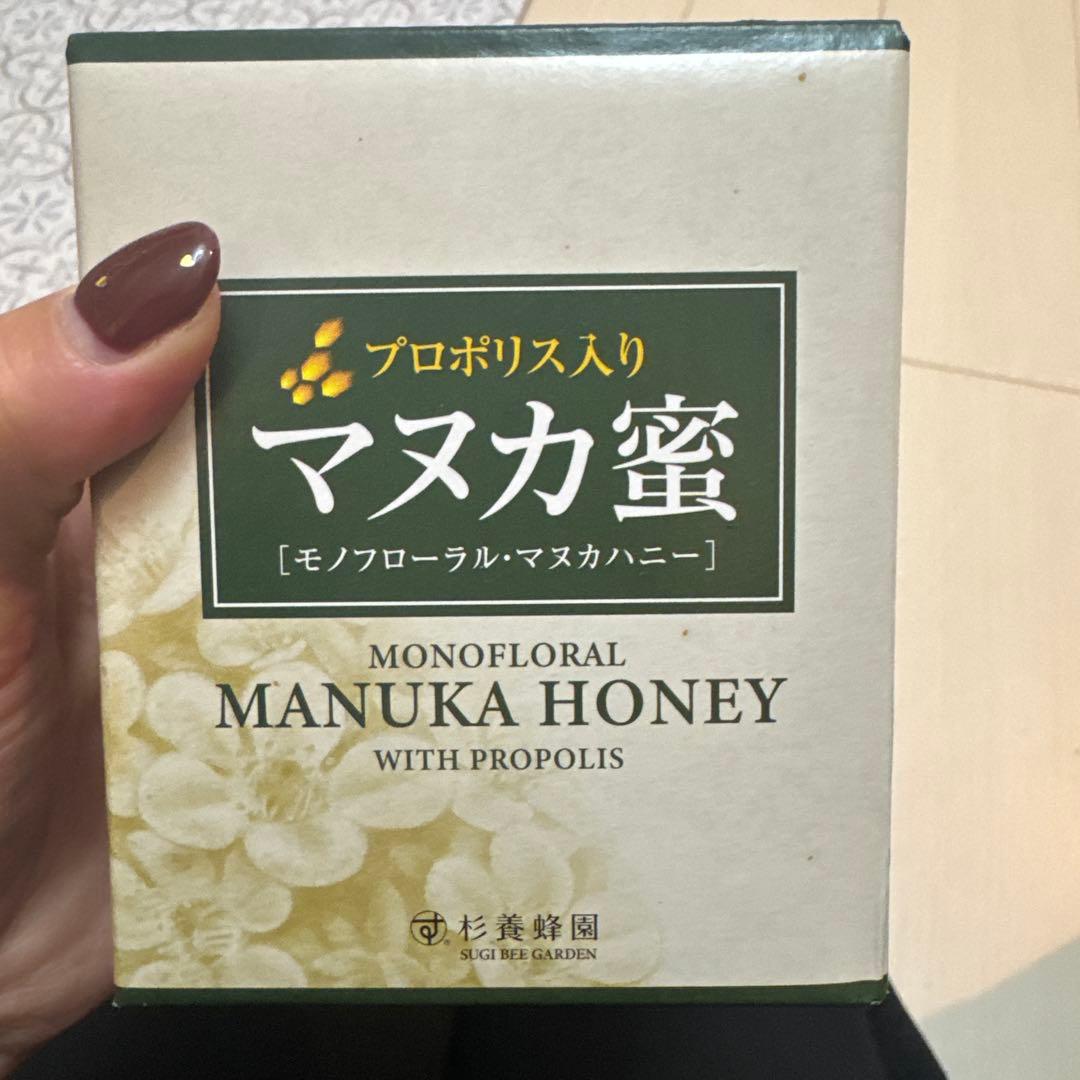 プロポリス入り
マヌカ蜜
［モノフローラル・マヌカハニー］
MONOFLORAL
MANUKA HONEY
WITH PROPOLIS
杉養蜂園
SUGI BEE GARDEN